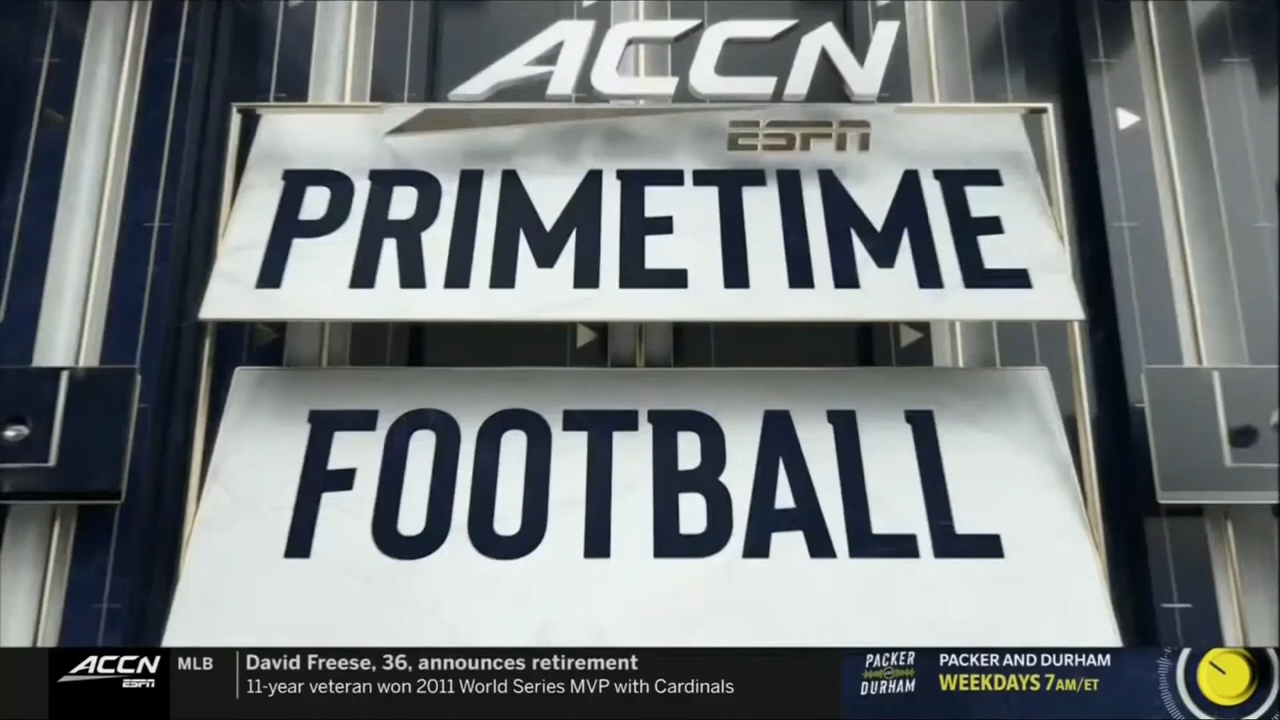 ACCN
ESPN
PRIMETIME
FOOTBALL
ACCN
ESPN
MLB
David Freese, 36, announces retirement
11-year veteran won 2011 World Series MVP with Cardinals
PACKER
AND
DURHAM
PACKER AND DURHAM
WEEKDAYS 7AM/ET